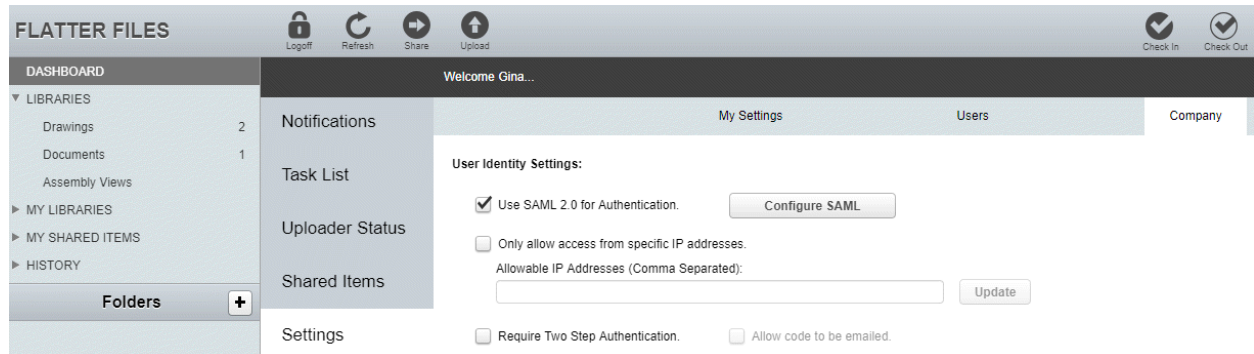 FLATTER FILES
Logoff Refresh Share Upload
Check In Check Out
DASHBOARD
LIBRARIES
Drawings 2
Documents 1
Assembly Views
MY LIBRARIES
MY SHARED ITEMS
HISTORY
Folders +
Notifications
Task List
Uploader Status
Shared Items
Settings
Welcome Gina...
My Settings Users Company
User Identity Settings:
Use SAML 2.0 for Authentication. Configure SAML
Only allow access from specific IP addresses.
Allowable IP Addresses (Comma Separated):
Update
Require Two Step Authentication. Allow code to be emailed.